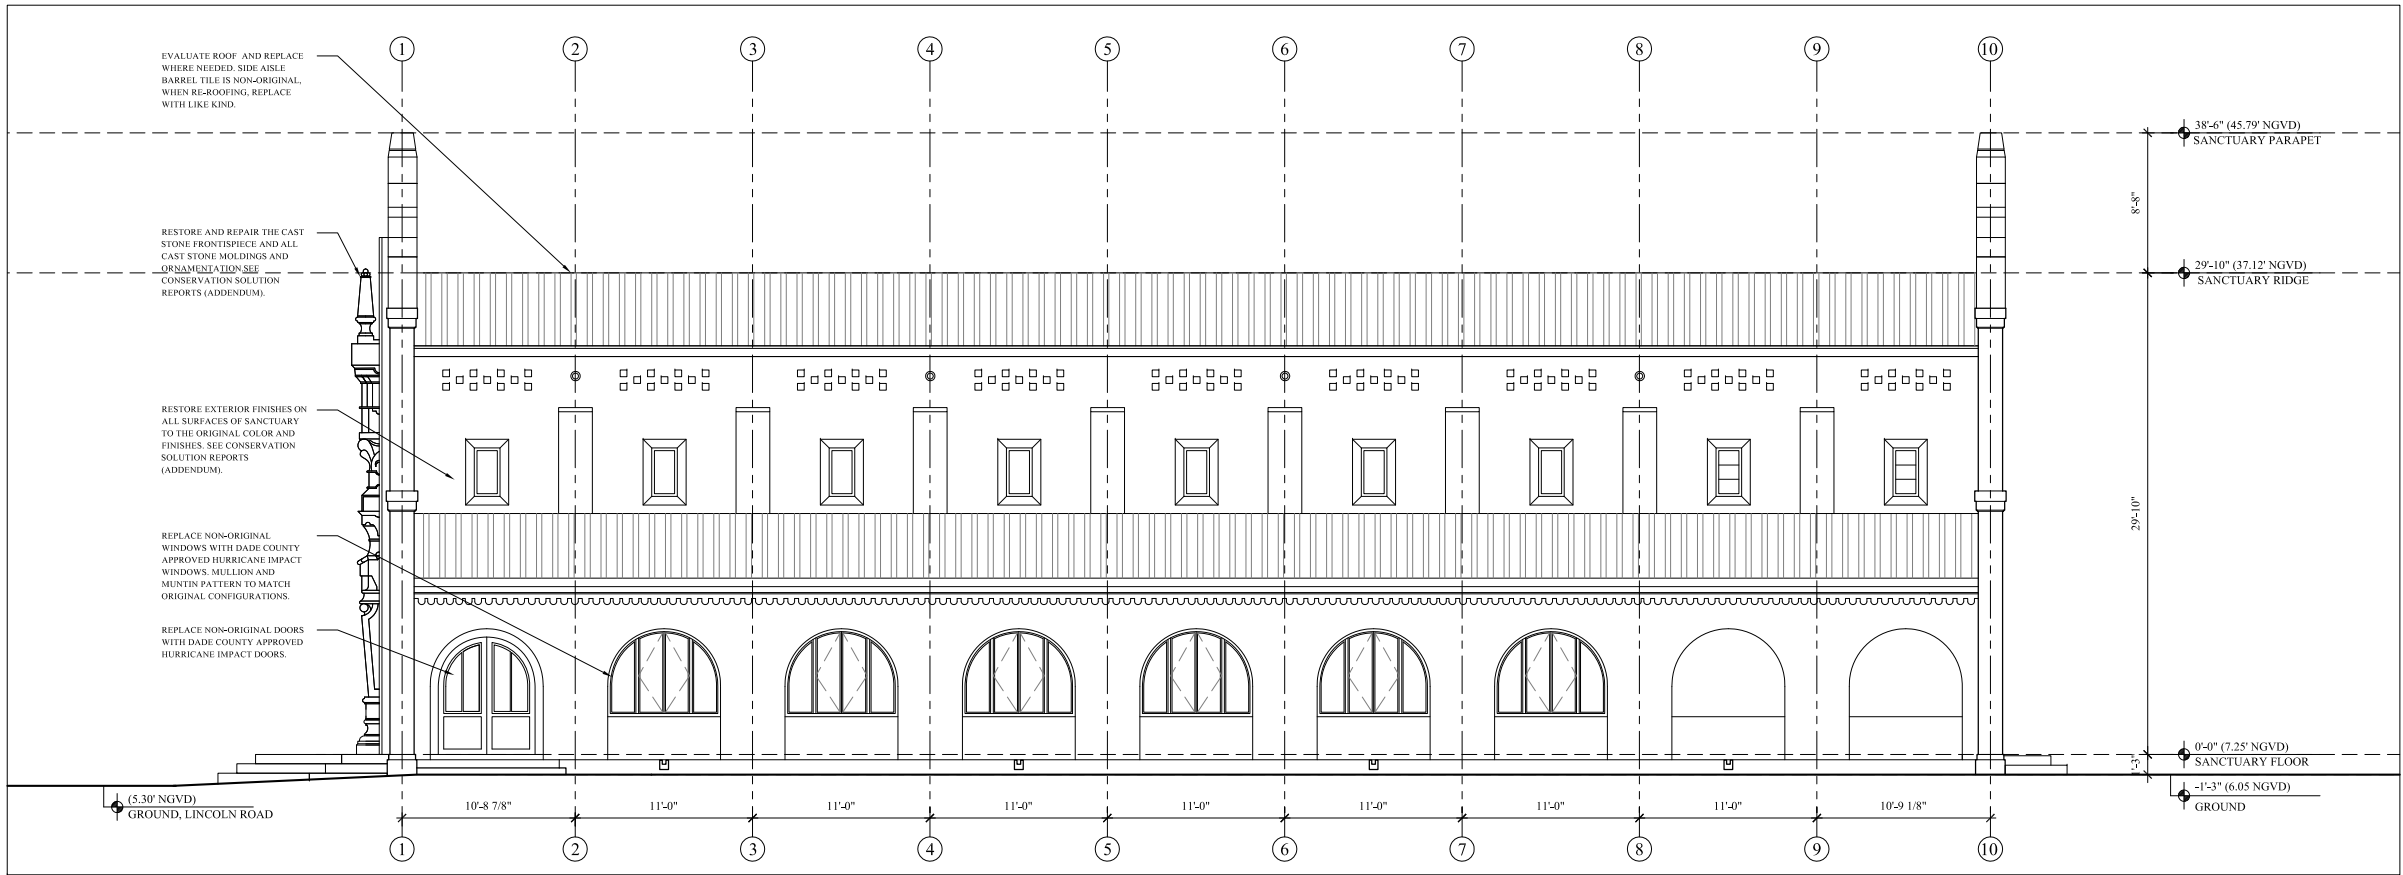 1 2 3 4 5 6 7 8 9 10
EVALUATE ROOF AND REPLACE
WHERE NEEDED. SIDE AISLE
BARREL TILE IS NON-ORIGINAL,
WHEN RE-ROOFING, REPLACE
WITH LIKE KIND.
38'-6" (45.79' NGVD)
SANCTUARY PARAPET
8'-8"
RESTORE AND REPAIR THE CAST
STONE FRONTISPIECE AND ALL
CAST STONE MOLDINGS AND
ORNAMENTATION.SEE
CONSERVATION SOLUTION
REPORTS (ADDENDUM).
29'-10" (37.12' NGVD)
SANCTUARY RIDGE
RESTORE EXTERIOR FINISHES ON
ALL SURFACES OF SANCTUARY
TO THE ORIGINAL COLOR AND
FINISHES. SEE CONSERVATION
SOLUTION REPORTS
(ADDENDUM).
29'-10"
REPLACE NON-ORIGINAL
WINDOWS WITH DADE COUNTY
APPROVED HURRICANE IMPACT
WINDOWS. MULLION AND
MUNTIN PATTERN TO MATCH
ORIGINAL CONFIGURATIONS.
REPLACE NON-ORIGINAL DOORS
WITH DADE COUNTY APPROVED
HURRICANE IMPACT DOORS.
0'-0" (7.25' NGVD)
SANCTUARY FLOOR
1'-3"
-1'-3" (6.05 NGVD)
GROUND
(5.30' NGVD)
GROUND, LINCOLN ROAD
10'-8 7/8" 11'-0" 11'-0" 11'-0" 11'-0" 11'-0" 11'-0" 11'-0" 10'-9 1/8"
1 2 3 4 5 6 7 8 9 10